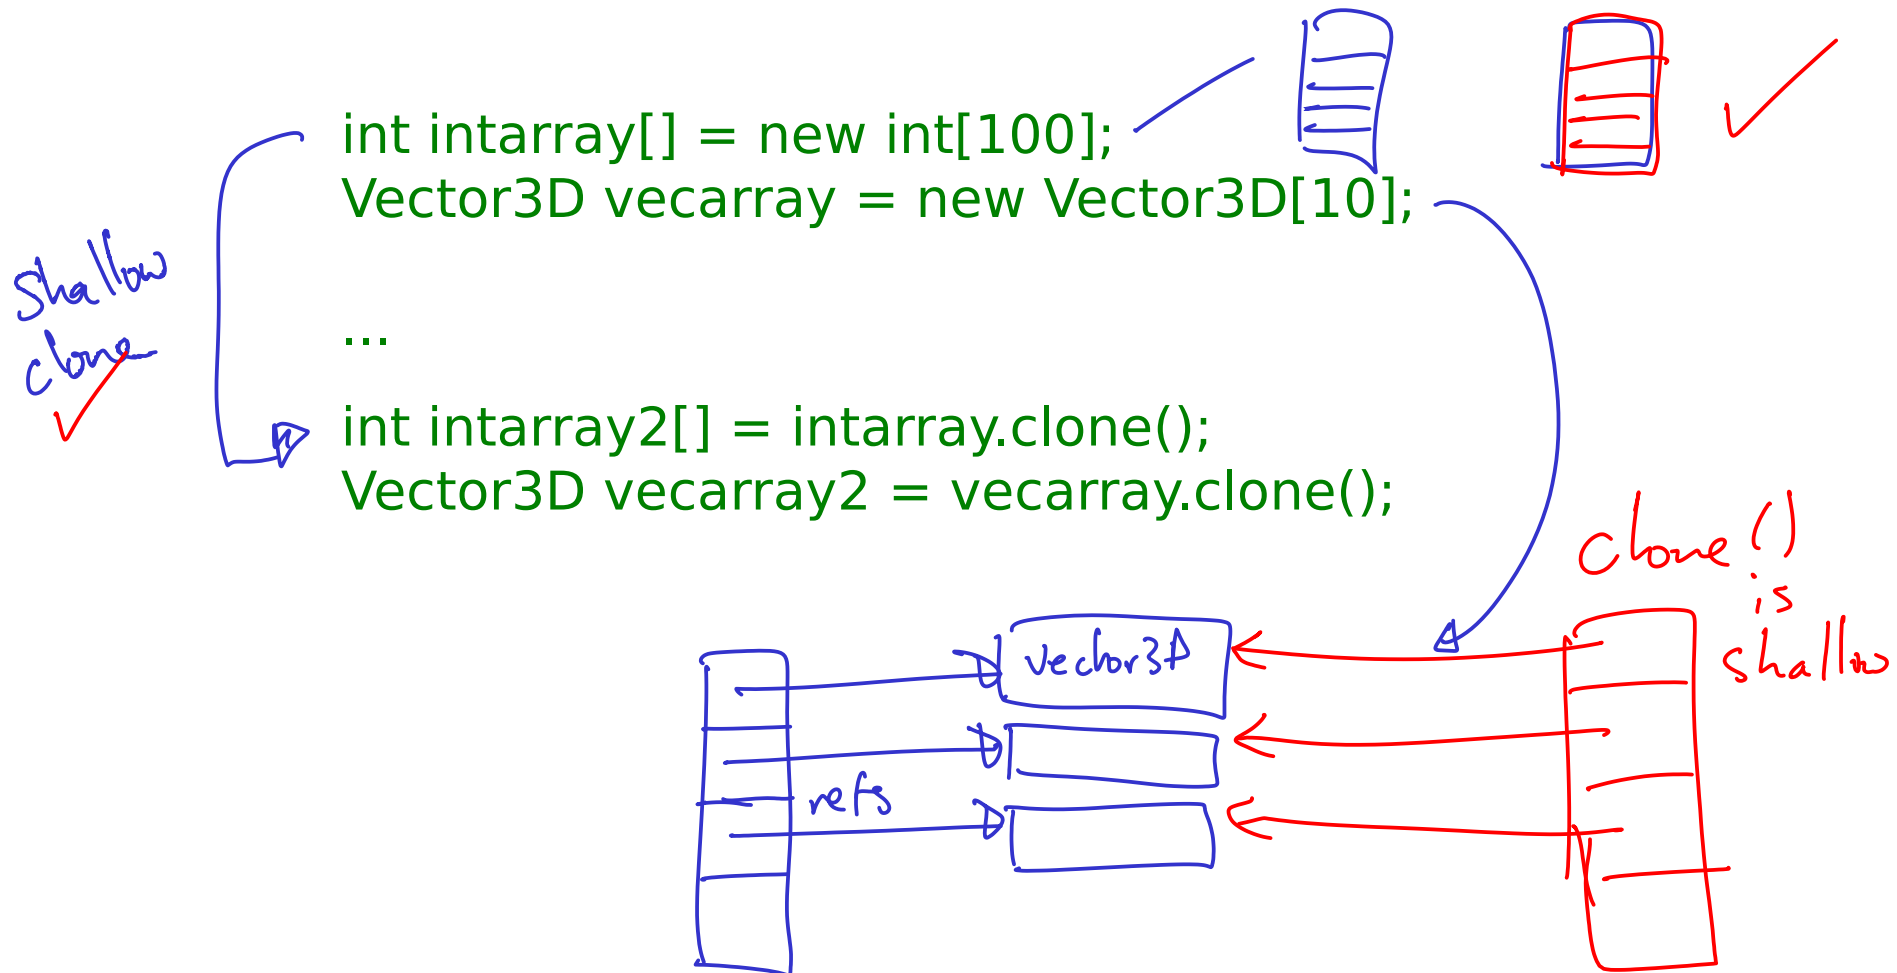 int intarray[] = new int[100];
Vector3D vecarray = new Vector3D[10];
shallow
clone
...
int intarray2[] = intarray.clone();
Vector3D vecarray2 = vecarray.clone();
clone()
is
shallow
vector3D
refs